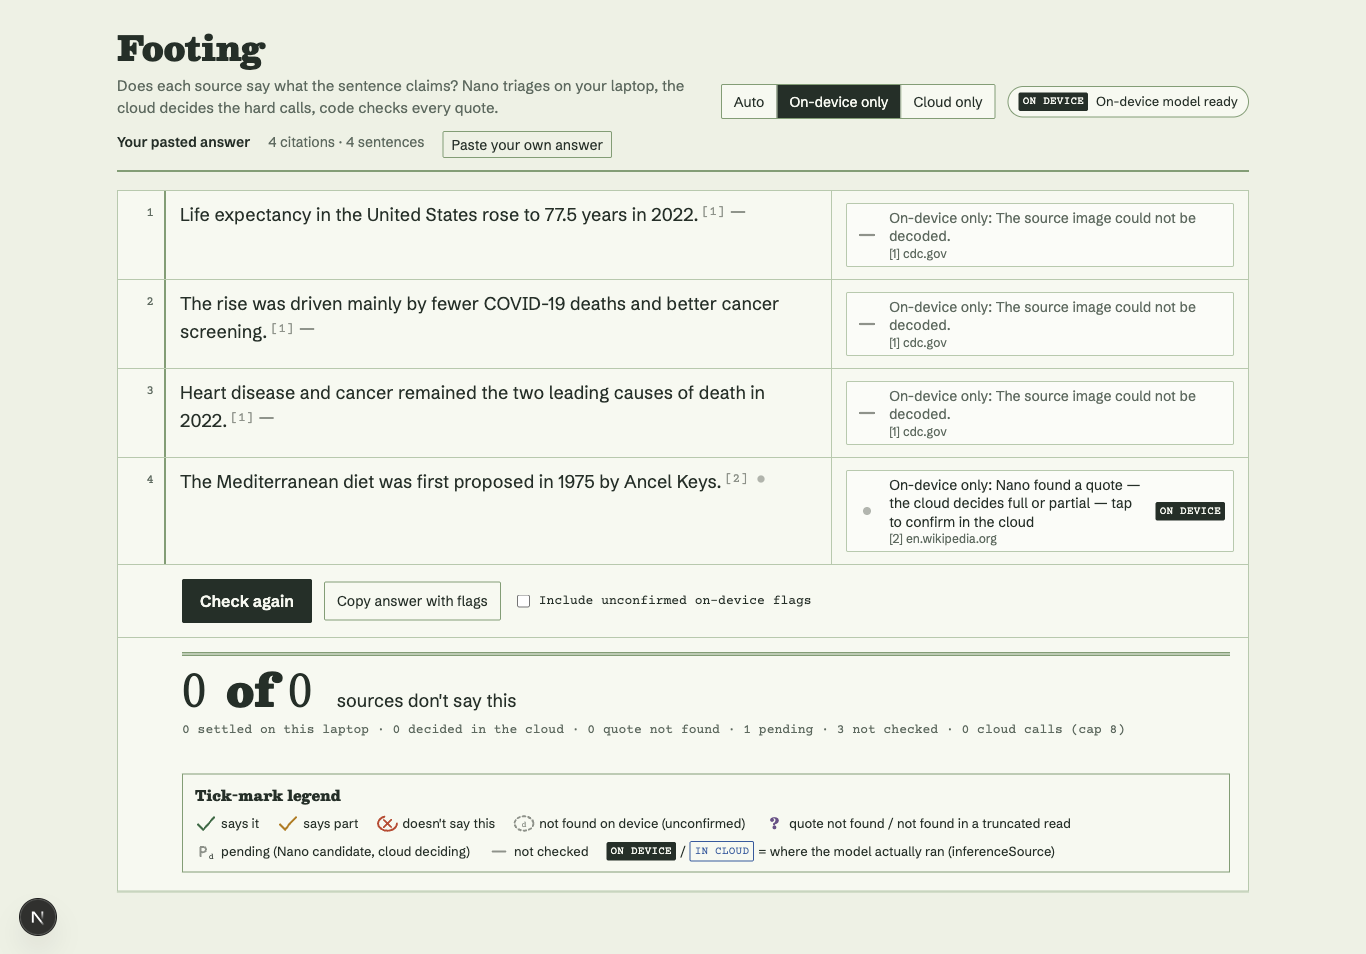 Footing
Does each source say what the sentence claims? Nano triages on your laptop, the
cloud decides the hard calls, code checks every quote.
Auto On-device only Cloud only ON DEVICE On-device model ready
Your pasted answer 4 citations · 4 sentences Paste your own answer
1 Life expectancy in the United States rose to 77.5 years in 2022. [1] —
— On-device only: The source image could not be
decoded.
[1] cdc.gov
2 The rise was driven mainly by fewer COVID-19 deaths and better cancer
screening. [1] —
— On-device only: The source image could not be
decoded.
[1] cdc.gov
3 Heart disease and cancer remained the two leading causes of death in
2022. [1] —
— On-device only: The source image could not be
decoded.
[1] cdc.gov
4 The Mediterranean diet was first proposed in 1975 by Ancel Keys. [2]
On-device only: Nano found a quote —
the cloud decides full or partial — tap
to confirm in the cloud
[2] en.wikipedia.org
ON DEVICE
Check again Copy answer with flags Include unconfirmed on-device flags
0 of 0 sources don't say this
0 settled on this laptop · 0 decided in the cloud · 0 quote not found · 1 pending · 3 not checked · 0 cloud calls (cap 8)
Tick-mark legend
says it says part doesn't say this d not found on device (unconfirmed) ? quote not found / not found in a truncated read
Pd pending (Nano candidate, cloud deciding) — not checked ON DEVICE / IN CLOUD = where the model actually ran (inferenceSource)
N